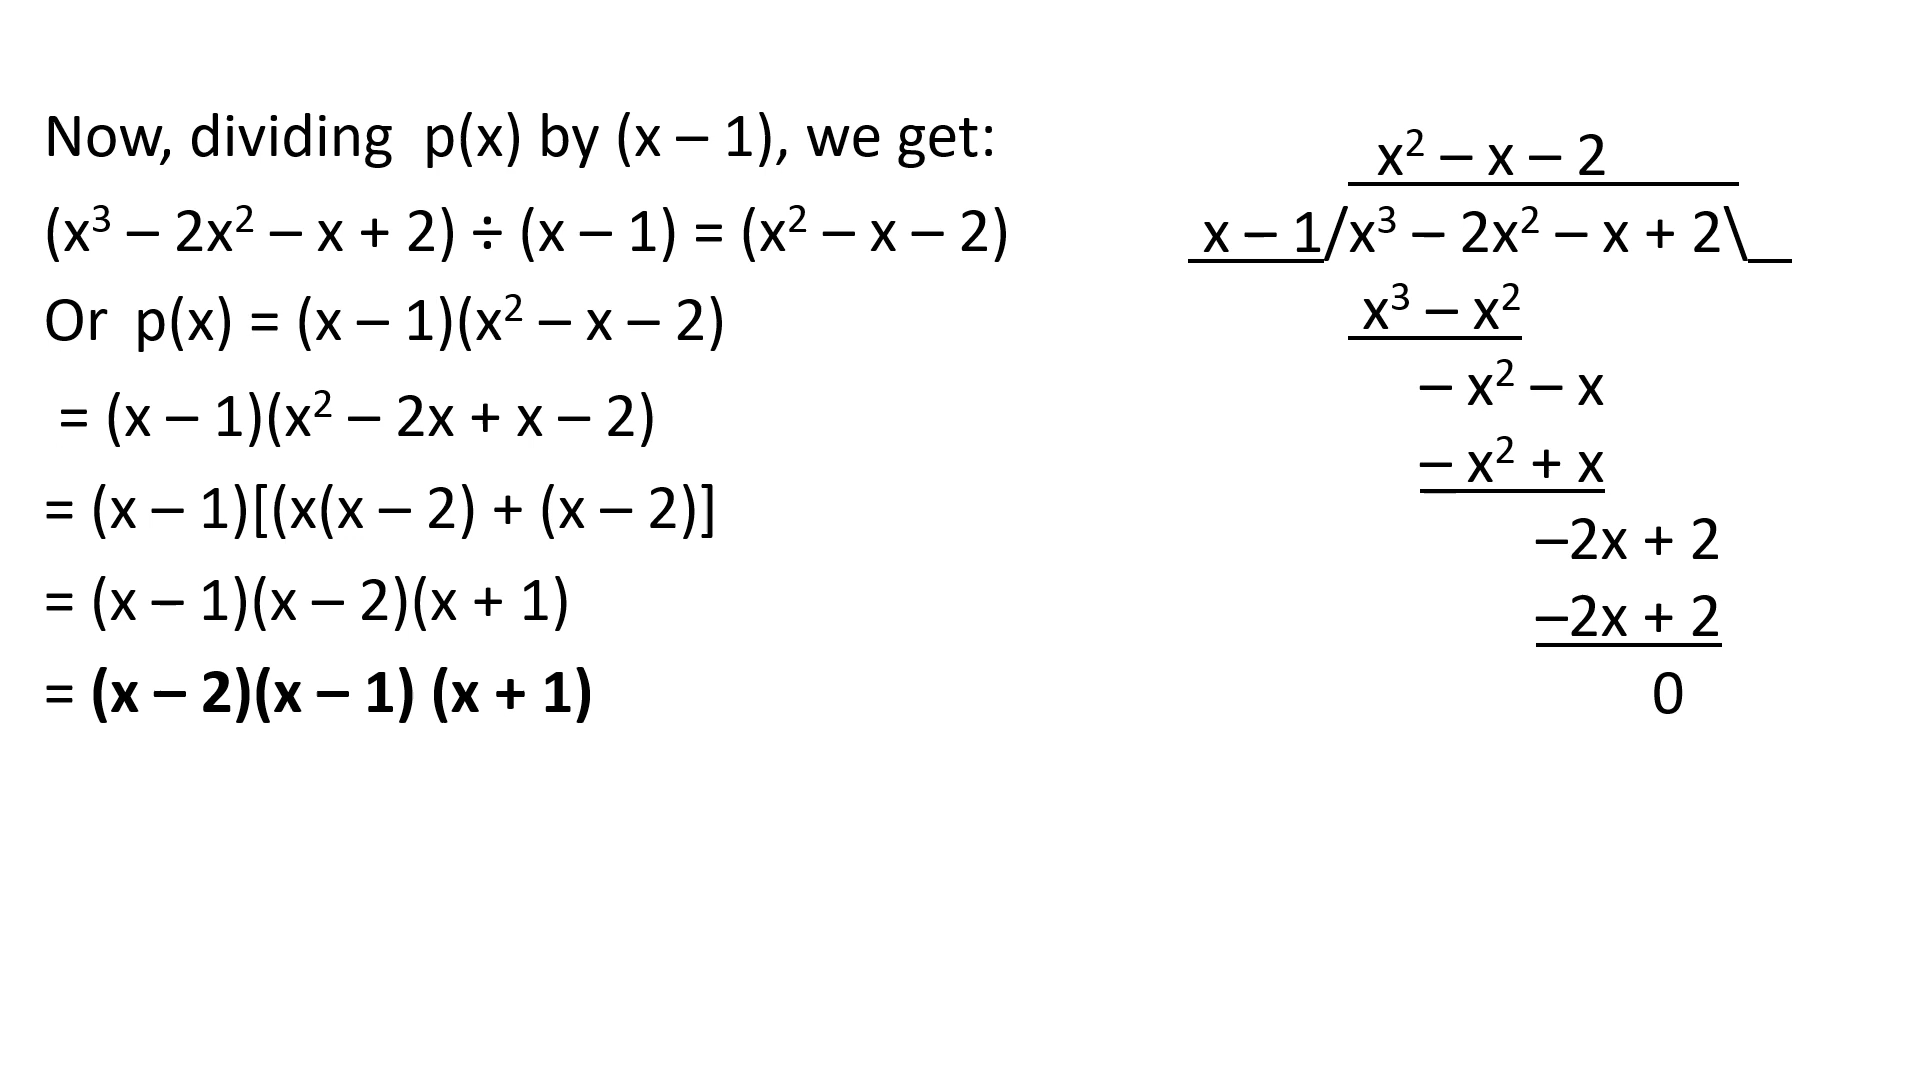 Now, dividing  p(x) by (x – 1), we get:
(x³ – 2x² – x + 2) ÷ (x – 1) = (x² – x – 2)
Or  p(x) = (x – 1)(x² – x – 2)
= (x – 1)(x² – 2x + x – 2)
= (x – 1)[(x(x – 2) + (x – 2)]
= (x – 1)(x – 2)(x + 1)
= (x – 2)(x – 1) (x + 1)
x² – x – 2
x – 1/x³ – 2x² – x + 2\
x³ – x²
– x² – x
– x² + x
–2x + 2
–2x + 2
0